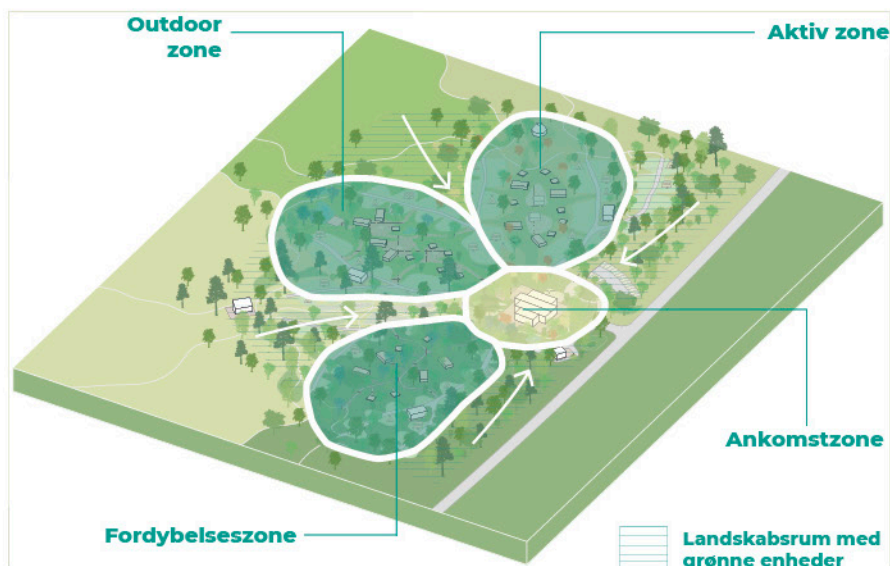 Outdoor
zone
Aktiv zone
Ankomstzone
Fordybelseszone
Landskabsrum med
grønne enheder